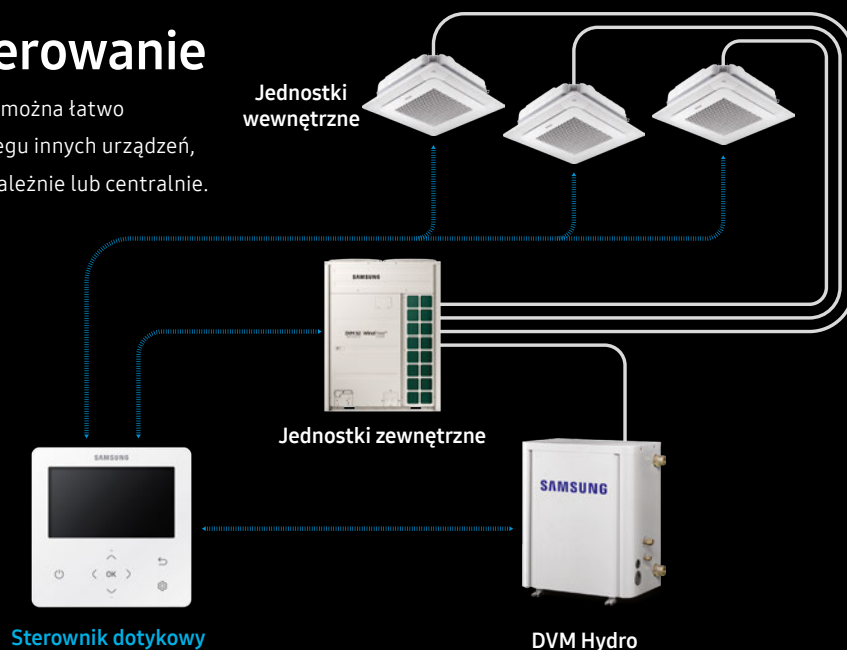 erowanie
można łatwo
egu innych urządzeń,
ależnie lub centralnie.
Jednostki
wewnętrzne
SAMSUNG
Jednostki zewnętrzne
SAMSUNG
OK
SAMSUNG
Sterownik dotykowy
DVM Hydro